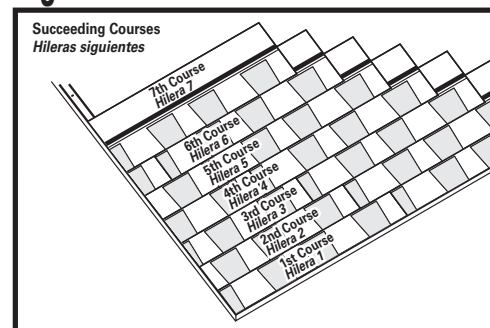 Succeeding Courses
Hileras siguientes
7th Course
Hilera 7
6th Course
Hilera 6
5th Course
Hilera 5
4th Course
Hilera 4
3rd Course
Hilera 3
2nd Course
Hilera 2
1st Course
Hilera 1